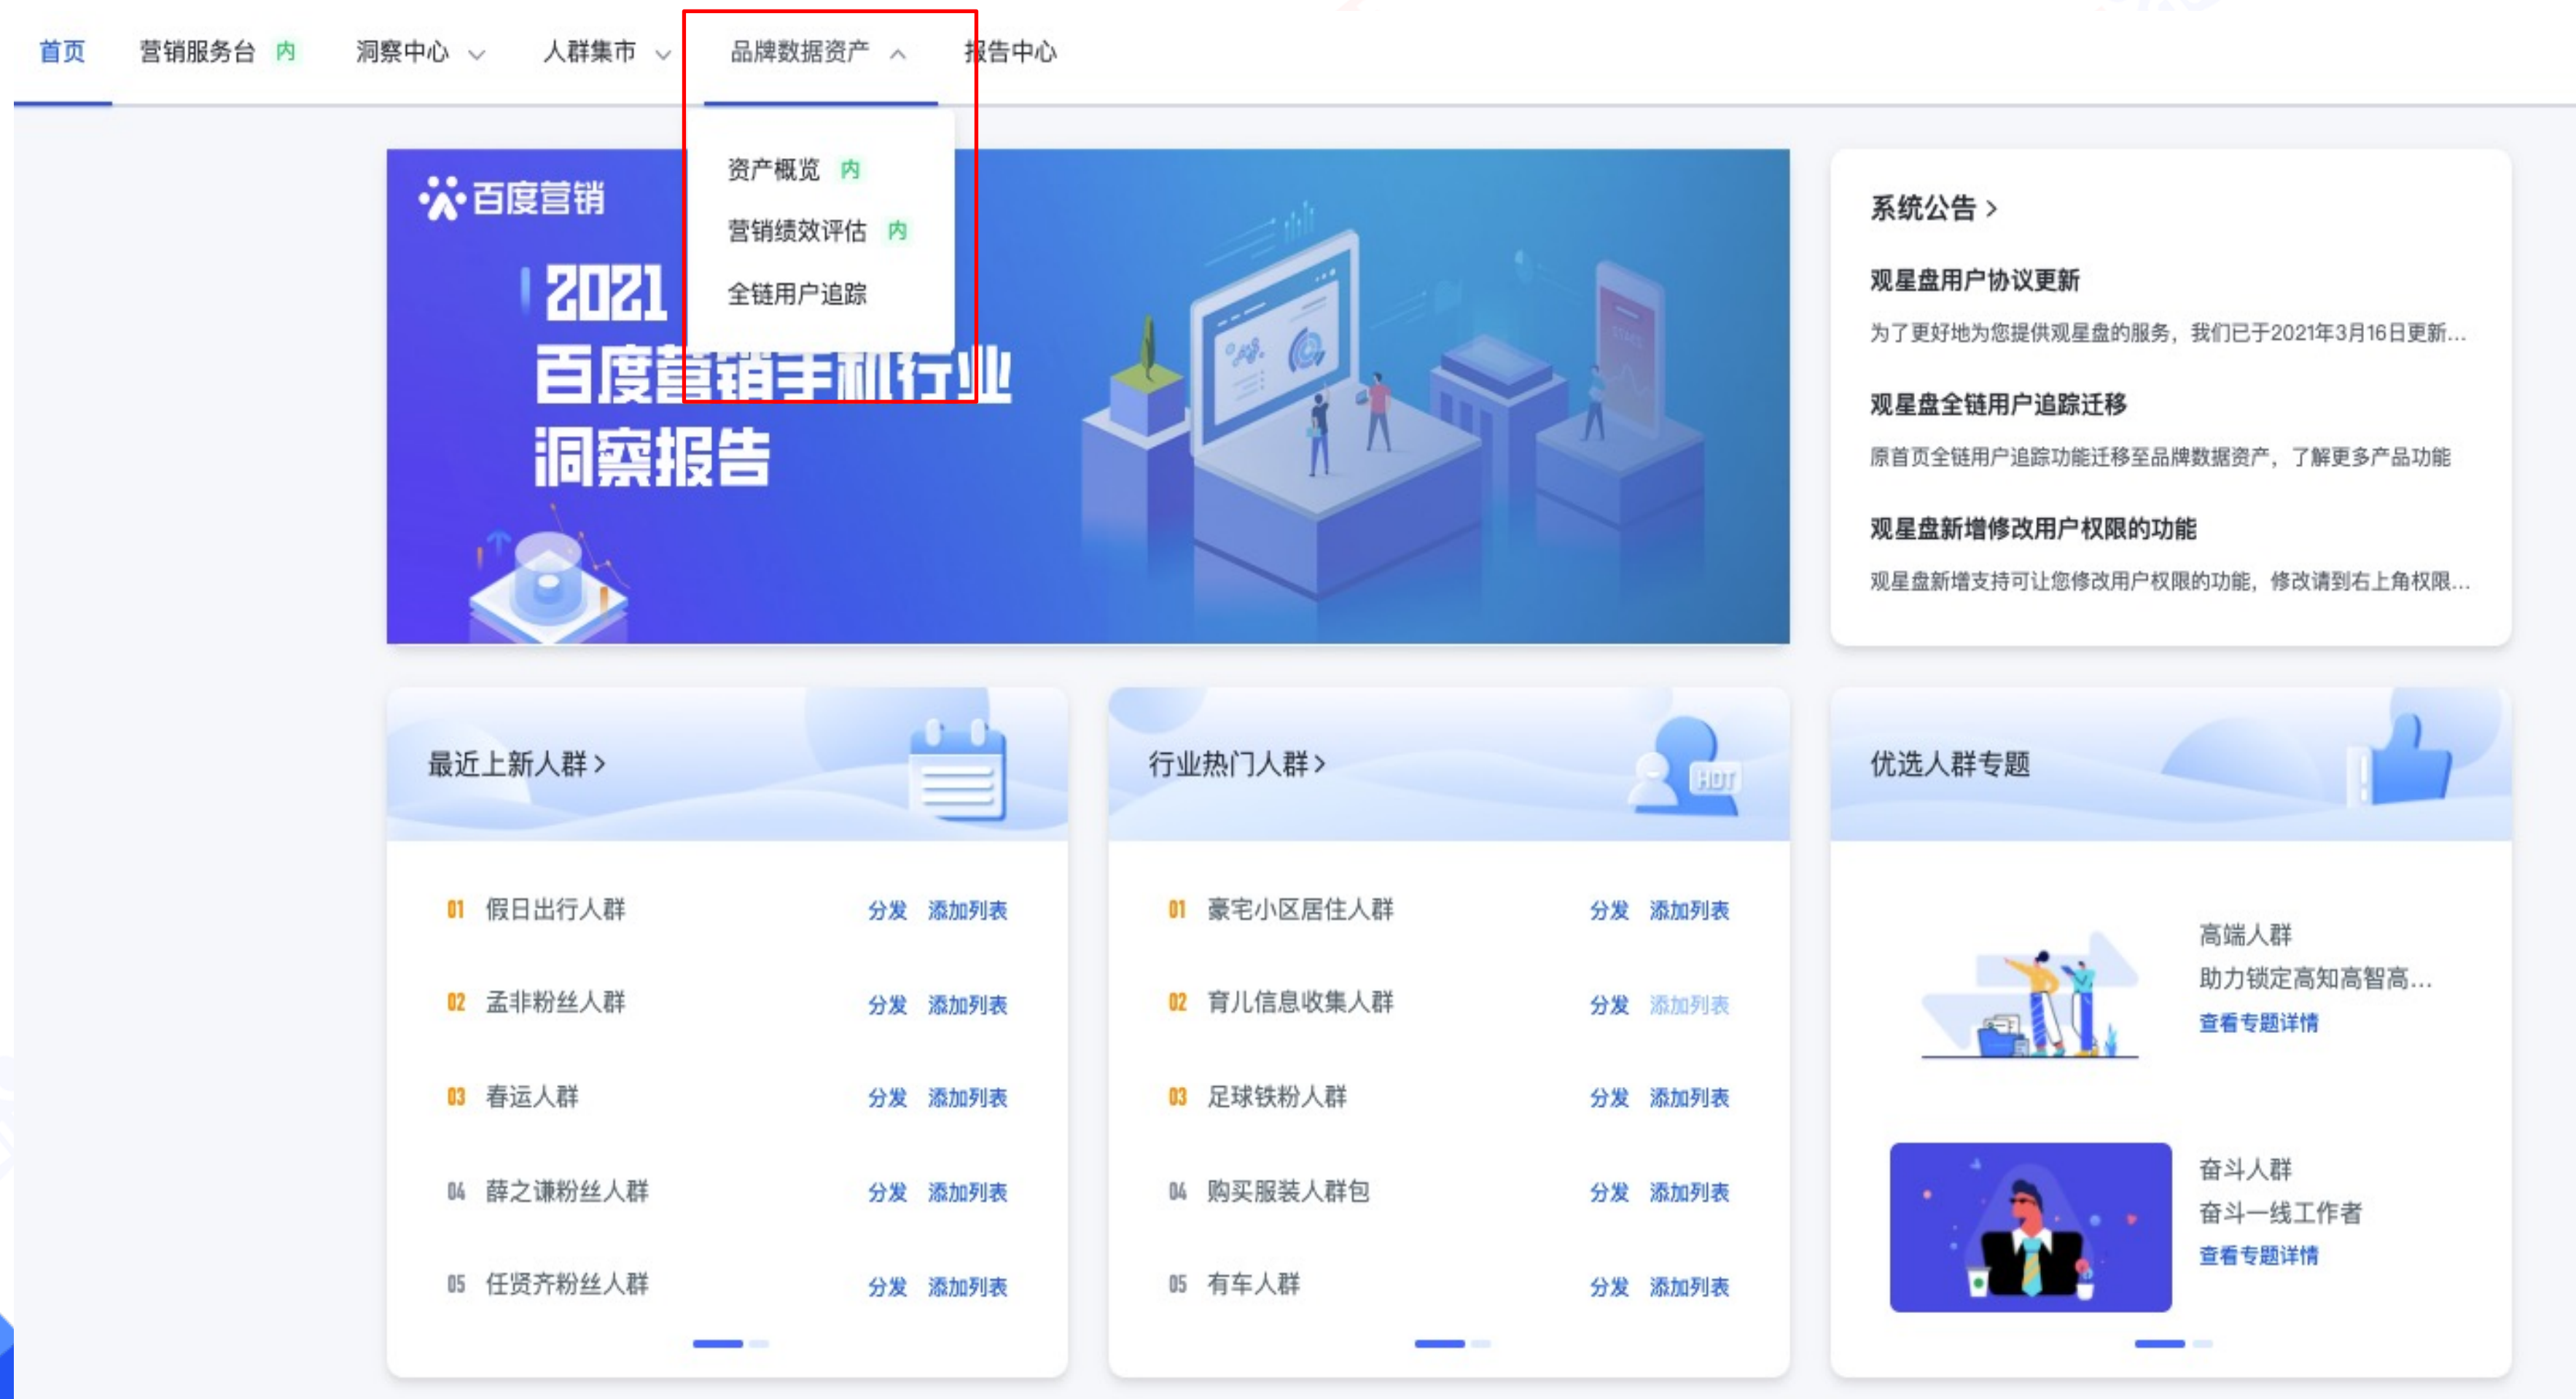 首页 营销服务台 内 洞察中心 人群集市 品牌数据资产 报告中心
资产概览 内
营销绩效评估 内
全链用户追踪
百度营销
2021
百度营销手机行业
洞察报告
系统公告 >
观星盘用户协议更新
为了更好地为您提供观星盘的服务，我们已于2021年3月16日更新...
观星盘全链用户追踪迁移
原首页全链用户追踪功能迁移至品牌数据资产，了解更多产品功能
观星盘新增修改用户权限的功能
观星盘新增支持可让您修改用户权限的功能，修改请到右上角权限...
最近上新人群 >
01 假日出行人群 分发 添加列表
02 孟非粉丝人群 分发 添加列表
03 春运人群 分发 添加列表
04 薛之谦粉丝人群 分发 添加列表
05 任贤齐粉丝人群 分发 添加列表
行业热门人群 >
HOT
01 豪宅小区居住人群 分发 添加列表
02 育儿信息收集人群 分发 添加列表
03 足球铁粉人群 分发 添加列表
04 购买服装人群包 分发 添加列表
05 有车人群 分发 添加列表
优选人群专题
高端人群
助力锁定高知高智高...
查看专题详情
奋斗人群
奋斗一线工作者
查看专题详情